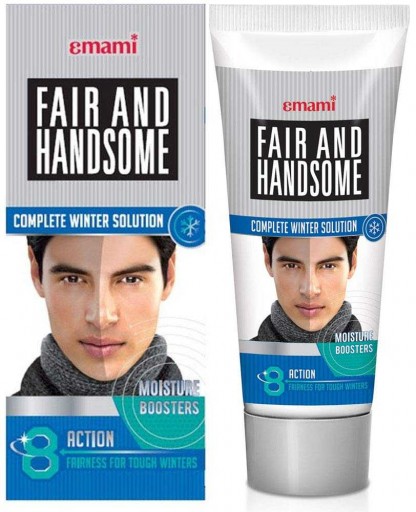 emami*
FAIR AND
HANDSOME
COMPLETE WINTER SOLUTION
MOISTURE
BOOSTERS
8 ACTION
FAIRNESS FOR TOUGH WINTERS
emami*
FAIR AND
HANDSOME
COMPLETE WINTER SOLUTION
MOISTURE
BOOSTERS
8 ACTION
FAIRNESS FOR TOUGH WINTERS